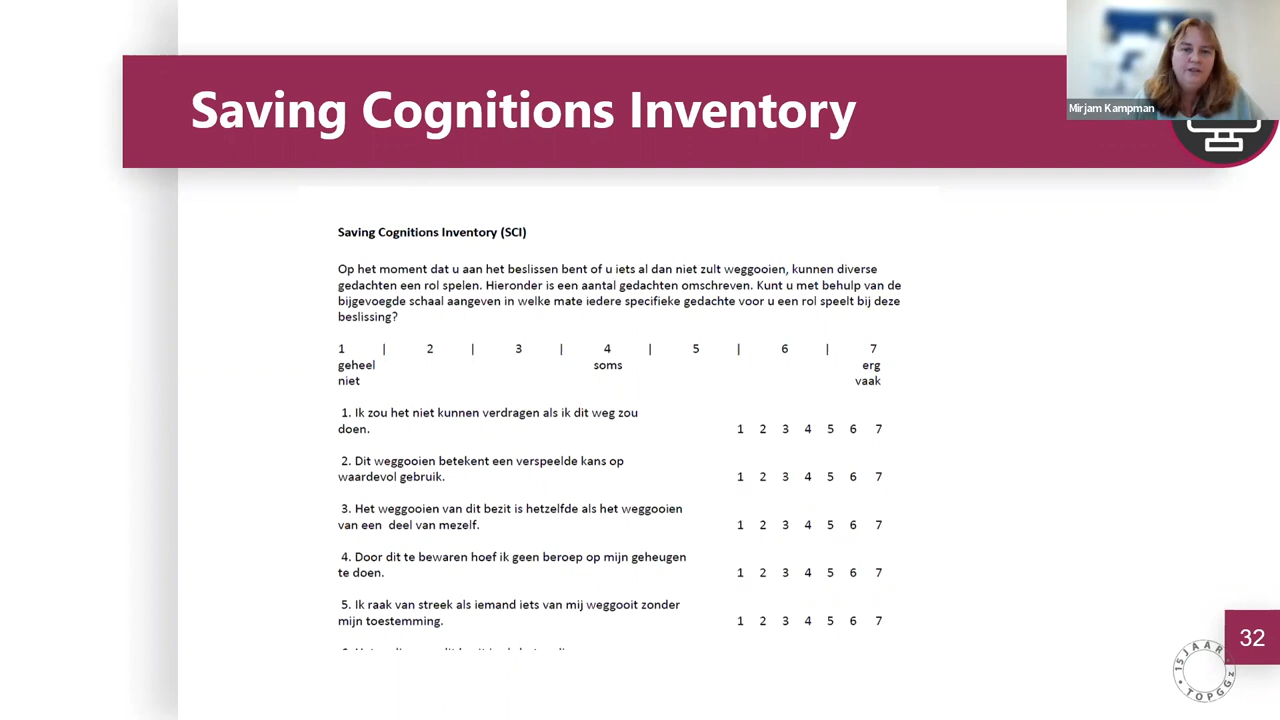 Saving Cognitions Inventory
Mirjam Kampman
Saving Cognitions Inventory (SCI)
Op het moment dat u aan het beslissen bent of u iets al dan niet zult weggooien, kunnen diverse
gedachten een rol spelen. Hieronder is een aantal gedachten omschreven. Kunt u met behulp van de
bijgevoegde schaal aangeven in welke mate iedere specifieke gedachte voor u een rol speelt bij deze
beslissing?
1 | 2 | 3 | 4 | 5 | 6 | 7
geheel soms erg
niet vaak
1. Ik zou het niet kunnen verdragen als ik dit weg zou
doen. 1 2 3 4 5 6 7
2. Dit weggooien betekent een verspeelde kans op
waardevol gebruik. 1 2 3 4 5 6 7
3. Het weggooien van dit bezit is hetzelfde als het weggooien
van een deel van mezelf. 1 2 3 4 5 6 7
4. Door dit te bewaren hoef ik geen beroep op mijn geheugen
te doen. 1 2 3 4 5 6 7
5. Ik raak van streek als iemand iets van mij weggooit zonder
mijn toestemming. 1 2 3 4 5 6 7
32
15 JAAR
TOPGGz